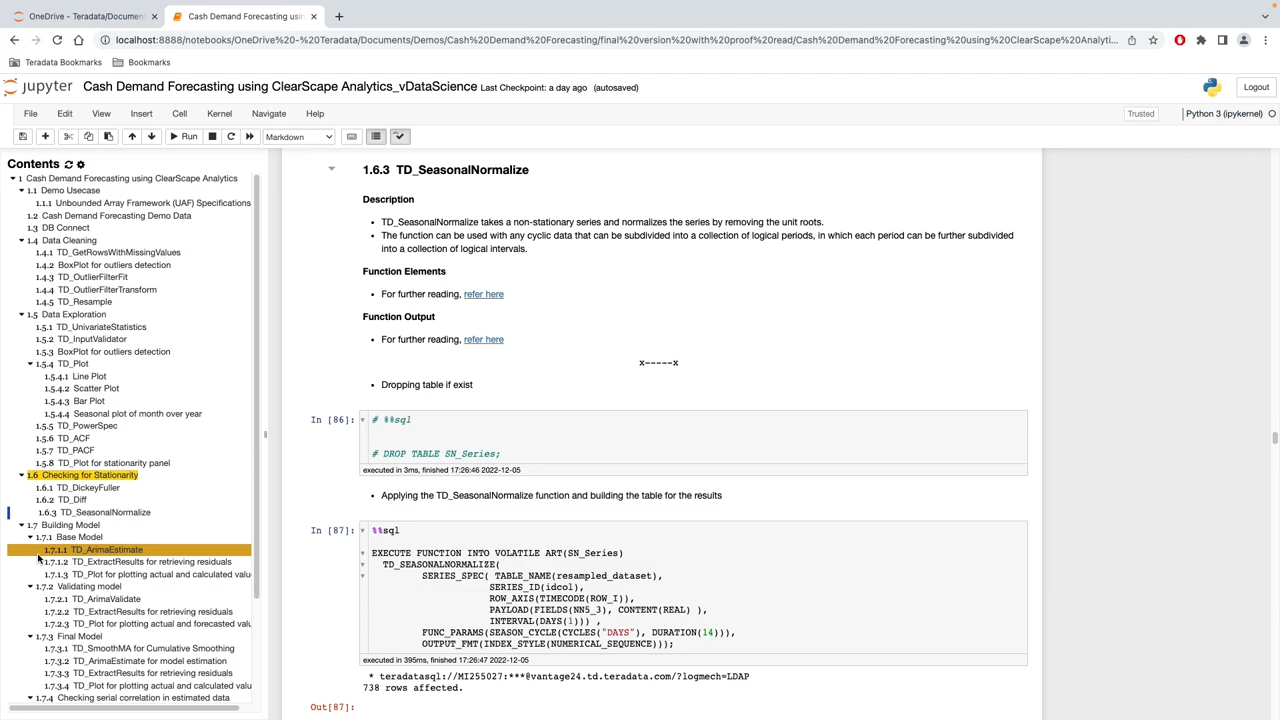 OneDrive - Teradata/Documen
Cash Demand Forecasting usin
localhost:8888/notebooks/OneDrive%20-%20Teradata/Documents/Demos/Cash%20Demand%20Forecasting/final%20version%20with%20proof%20read/Cash%20Demand%20Forecasting%20using%20ClearScape%20Analyti...
Teradata Bookmarks
Bookmarks
jupyter
Cash Demand Forecasting using ClearScape Analytics_vDataScience Last Checkpoint: a day ago (autosaved)
Logout
File Edit View Insert Cell Kernel Navigate Help
Trusted
Python 3 (ipykernel)
Run
Markdown
Contents
1 Cash Demand Forecasting using ClearScape Analytics
1.1 Demo Usecase
1.1.1 Unbounded Array Framework (UAF) Specifications
1.2 Cash Demand Forecasting Demo Data
1.3 DB Connect
1.4 Data Cleaning
1.4.1 TD_GetRowsWithMissingValues
1.4.2 BoxPlot for outliers detection
1.4.3 TD_OutlierFilterFit
1.4.4 TD_OutlierFilterTransform
1.4.5 TD_Resample
1.5 Data Exploration
1.5.1 TD_UnivariateStatistics
1.5.2 TD_InputValidator
1.5.3 BoxPlot for outliers detection
1.5.4 TD_Plot
1.5.4.1 Line Plot
1.5.4.2 Scatter Plot
1.5.4.3 Bar Plot
1.5.4.4 Seasonal plot of month over year
1.5.5 TD_PowerSpec
1.5.6 TD_ACF
1.5.7 TD_PACF
1.5.8 TD_Plot for stationarity panel
1.6 Checking for Stationarity
1.6.1 TD_DickeyFuller
1.6.2 TD_Diff
1.6.3 TD_SeasonalNormalize
1.7 Building Model
1.7.1 Base Model
1.7.1.1 TD_ArimaEstimate
1.7.1.2 TD_ExtractResults for retrieving residuals
1.7.1.3 TD_Plot for plotting actual and calculated valu
1.7.2 Validating model
1.7.2.1 TD_ArimaValidate
1.7.2.2 TD_ExtractResults for retrieving residuals
1.7.2.3 TD_Plot for plotting actual and forecasted valu
1.7.3 Final Model
1.7.3.1 TD_SmoothMA for Cumulative Smoothing
1.7.3.2 TD_ArimaEstimate for model estimation
1.7.3.3 TD_ExtractResults for retrieving residuals
1.7.3.4 TD_Plot for plotting actual and calculated valu
1.7.4 Checking serial correlation in estimated data
1.6.3 TD_SeasonalNormalize
Description
• TD_SeasonalNormalize takes a non-stationary series and normalizes the series by removing the unit roots.
• The function can be used with any cyclic data that can be subdivided into a collection of logical periods, in which each period can be further subdivided
into a collection of logical intervals.
Function Elements
• For further reading, refer here
Function Output
• For further reading, refer here
x-----x
• Dropping table if exist
In [86]:
# %%sql
# DROP TABLE SN_Series;
executed in 3ms, finished 17:26:46 2022-12-05
• Applying the TD_SeasonalNormalize function and building the table for the results
In [87]:
%%sql
EXECUTE FUNCTION INTO VOLATILE ART(SN_Series)
TD_SEASONALNORMALIZE(
SERIES_SPEC( TABLE_NAME(resampled_dataset),
SERIES_ID(idcol),
ROW_AXIS(TIMECODE(ROW_I)),
PAYLOAD(FIELDS(NN5_3), CONTENT(REAL) ),
INTERVAL(DAYS(1))) ,
FUNC_PARAMS(SEASON_CYCLE(CYCLES("DAYS"), DURATION(14))),
OUTPUT_FMT(INDEX_STYLE(NUMERICAL_SEQUENCE)));
executed in 395ms, finished 17:26:47 2022-12-05
* teradatasql://MI255027:***@vantage24.td.teradata.com/?logmech=LDAP
738 rows affected.
Out[87]: